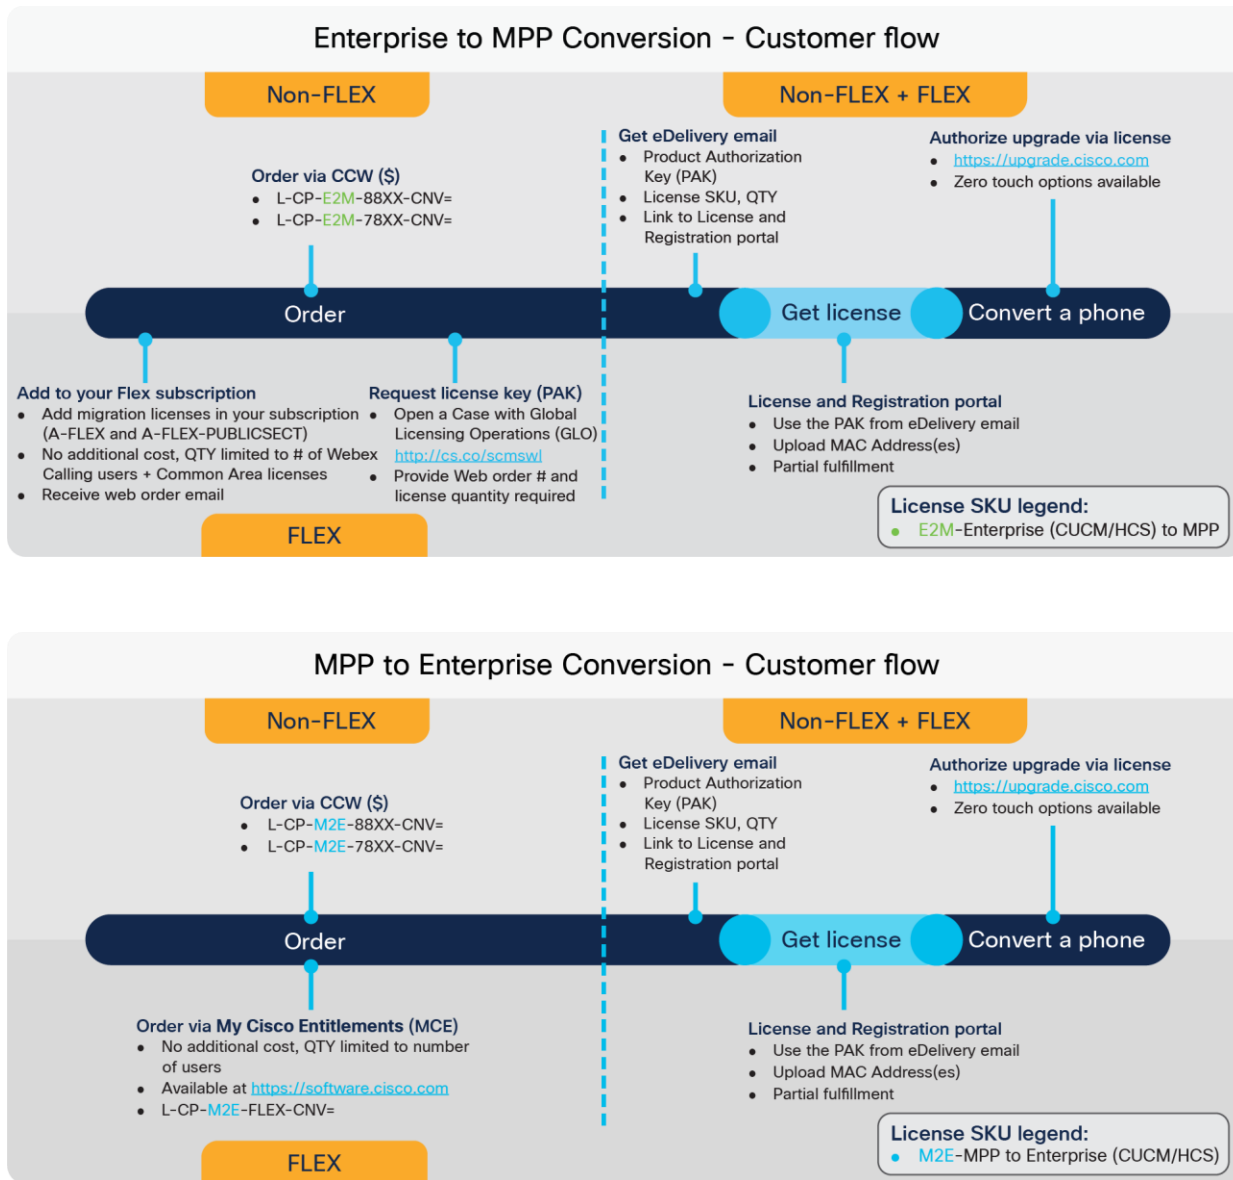 Enterprise to MPP Conversion - Customer flow
Non-FLEX
Non-FLEX + FLEX
Order via CCW ($)
• L-CP-E2M-88XX-CNV=
• L-CP-E2M-78XX-CNV=
Get eDelivery email
• Product Authorization
Key (PAK)
• License SKU, QTY
• Link to License and
Registration portal
Authorize upgrade via license
• https://upgrade.cisco.com
• Zero touch options available
Order
Get license
Convert a phone
Add to your Flex subscription
• Add migration licenses in your subscription
(A-FLEX and A-FLEX-PUBLICSECT)
• No additional cost, QTY limited to # of Webex
Calling users + Common Area licenses
• Receive web order email
Request license key (PAK)
• Open a Case with Global
Licensing Operations (GLO)
http://cs.co/scmswl
• Provide Web order # and
license quantity required
License and Registration portal
• Use the PAK from eDelivery email
• Upload MAC Address(es)
• Partial fulfillment
FLEX
License SKU legend:
• E2M-Enterprise (CUCM/HCS) to MPP
MPP to Enterprise Conversion - Customer flow
Non-FLEX
Non-FLEX + FLEX
Order via CCW ($)
• L-CP-M2E-88XX-CNV=
• L-CP-M2E-78XX-CNV=
Get eDelivery email
• Product Authorization
Key (PAK)
• License SKU, QTY
• Link to License and
Registration portal
Authorize upgrade via license
• https://upgrade.cisco.com
• Zero touch options available
Order
Get license
Convert a phone
Order via My Cisco Entitlements (MCE)
• No additional cost, QTY limited to number
of users
• Available at https://software.cisco.com
• L-CP-M2E-FLEX-CNV=
License and Registration portal
• Use the PAK from eDelivery email
• Upload MAC Address(es)
• Partial fulfillment
FLEX
License SKU legend:
• M2E-MPP to Enterprise (CUCM/HCS)